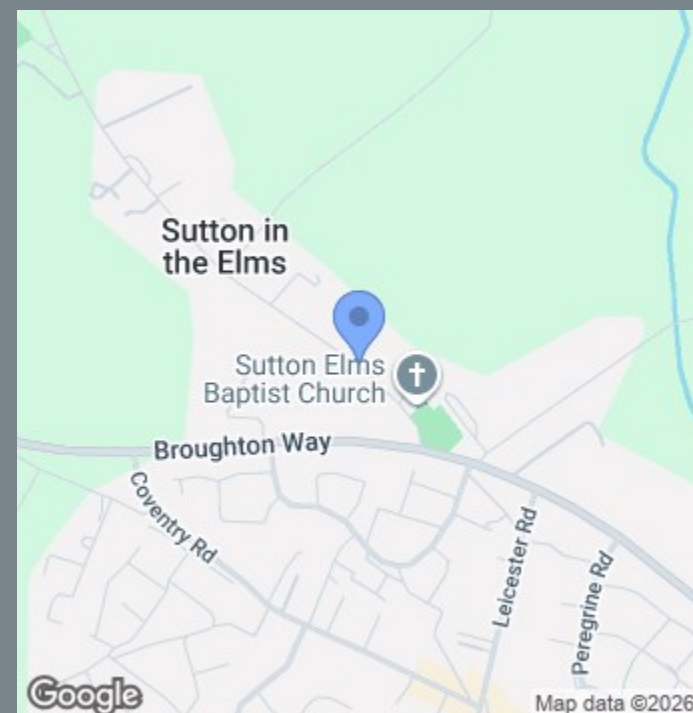 Sutton in
the Elms
Sutton Elms
Baptist Church
Broughton Way
Coventry Rd
Leicester Rd
Peregrine Rd
Google
Map data ©2026